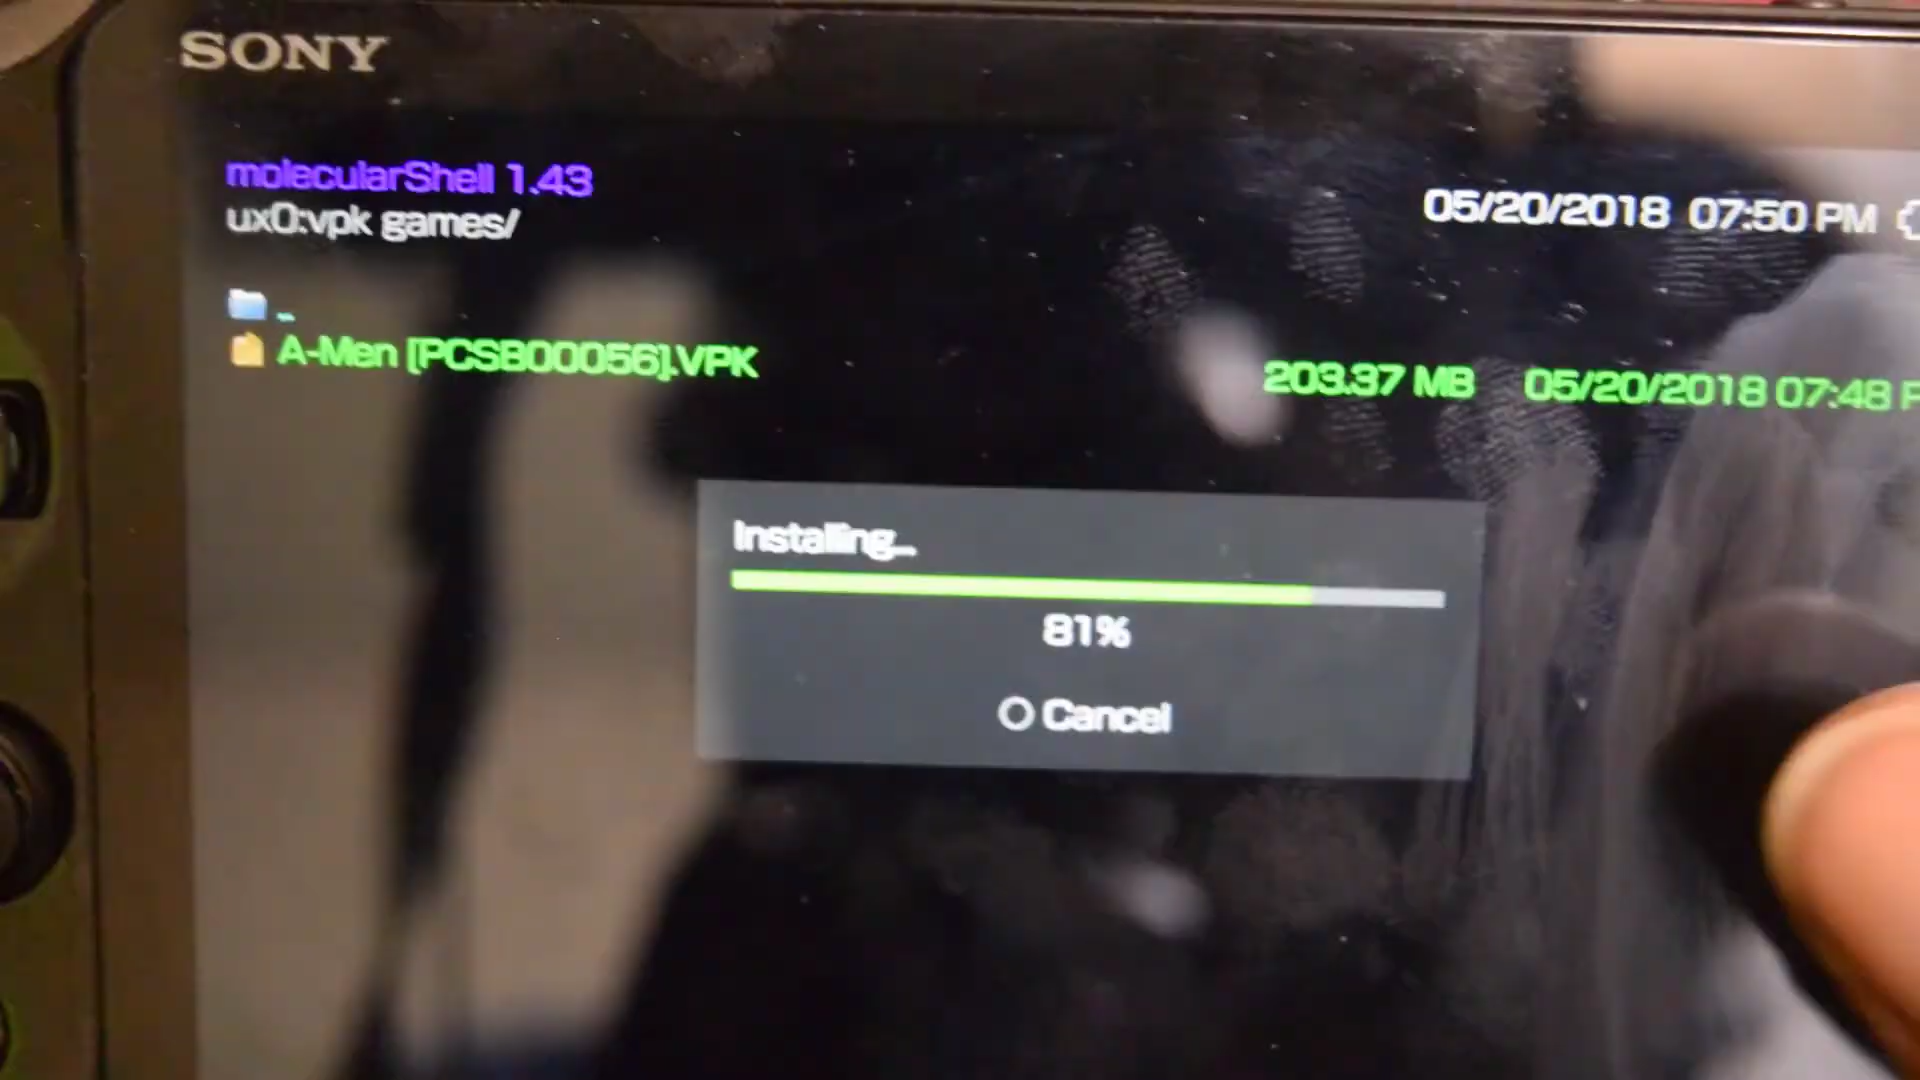 SONY
molecularShell 1.43
ux0:vpk games/
05/20/2018 07:50 PM
..
A-Men [PCSB00056].VPK 203.37 MB 05/20/2018 07:48 P
Installing...
81%
Cancel